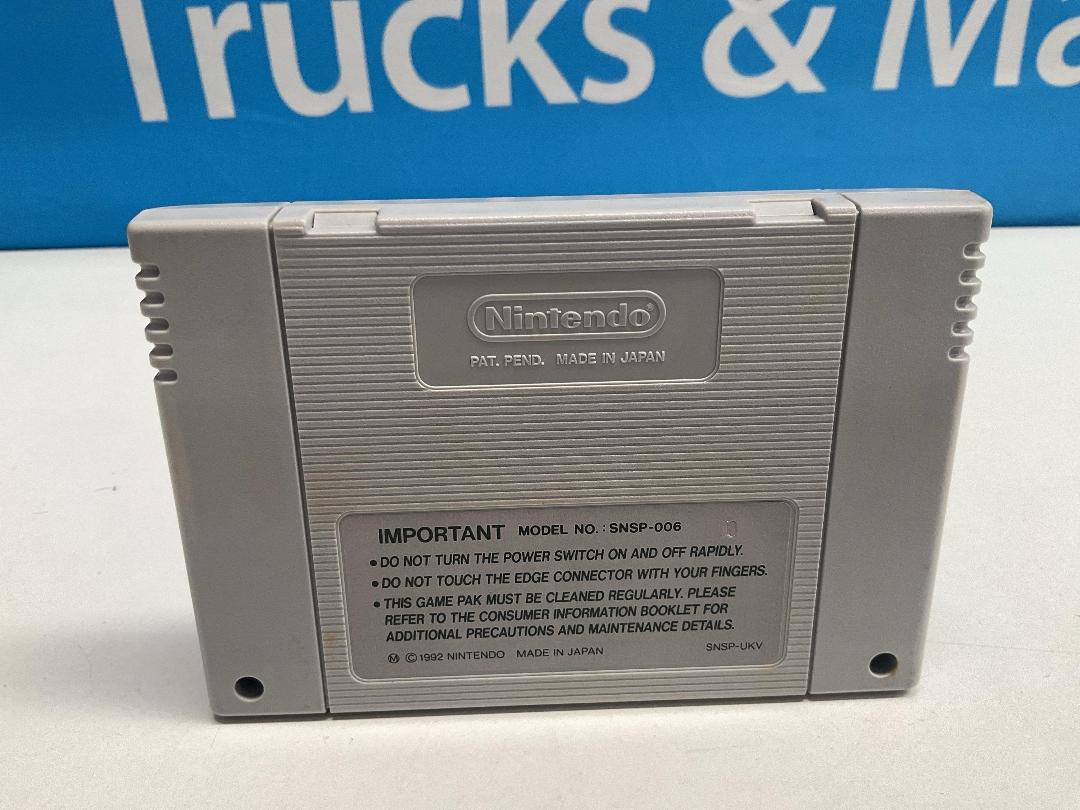 Trucks & Ma
Nintendo®
PAT. PEND. MADE IN JAPAN
IMPORTANT MODEL NO.: SNSP-006
• DO NOT TURN THE POWER SWITCH ON AND OFF RAPIDLY.
• DO NOT TOUCH THE EDGE CONNECTOR WITH YOUR FINGERS.
• THIS GAME PAK MUST BE CLEANED REGULARLY. PLEASE
REFER TO THE CONSUMER INFORMATION BOOKLET FOR
ADDITIONAL PRECAUTIONS AND MAINTENANCE DETAILS.
Ⓜ ©1992 NINTENDO MADE IN JAPAN SNSP-UKV